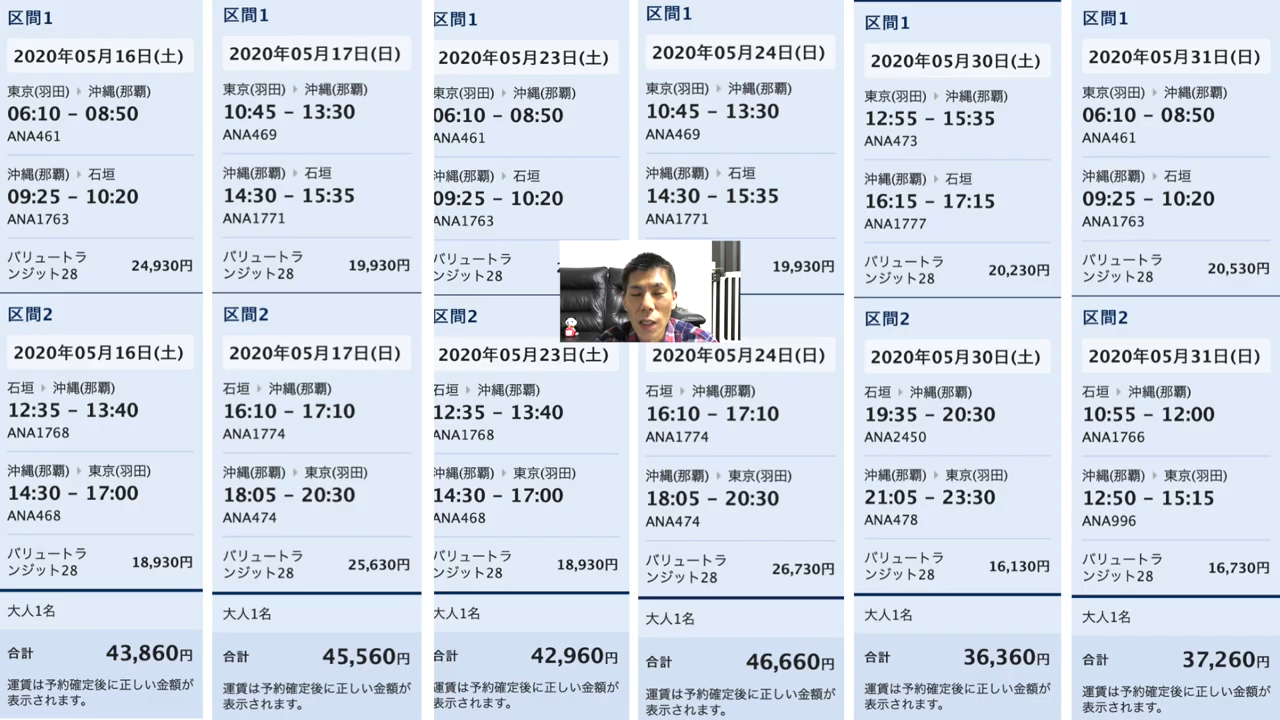 区間1
2020年05月16日(土)
東京(羽田) ▸ 沖縄(那覇)
06:10 – 08:50
ANA461
沖縄(那覇) ▸ 石垣
09:25 – 10:20
ANA1763
バリュートラ
ンジット28
24,930円
区間2
2020年05月16日(土)
石垣 ▸ 沖縄(那覇)
12:35 – 13:40
ANA1768
沖縄(那覇) ▸ 東京(羽田)
14:30 – 17:00
ANA468
バリュートラ
ンジット28
18,930円
大人1名
合計 43,860円
運賃は予約確定後に正しい金額が
表示されます。
区間1
2020年05月17日(日)
東京(羽田) ▸ 沖縄(那覇)
10:45 – 13:30
ANA469
沖縄(那覇) ▸ 石垣
14:30 – 15:35
ANA1771
バリュートラ
ンジット28
19,930円
区間2
2020年05月17日(日)
石垣 ▸ 沖縄(那覇)
16:10 – 17:10
ANA1774
沖縄(那覇) ▸ 東京(羽田)
18:05 – 20:30
ANA474
バリュートラ
ンジット28
25,630円
大人1名
合計 45,560円
運賃は予約確定後に正しい金額が
表示されます。
区間1
2020年05月23日(土)
東京(羽田) ▸ 沖縄(那覇)
06:10 – 08:50
ANA461
沖縄(那覇) ▸ 石垣
09:25 – 10:20
ANA1763
バリュートラ
ンジット28
区間2
2020年05月23日(土)
石垣 ▸ 沖縄(那覇)
12:35 – 13:40
ANA1768
沖縄(那覇) ▸ 東京(羽田)
14:30 – 17:00
ANA468
バリュートラ
ンジット28
18,930円
大人1名
合計 42,960円
運賃は予約確定後に正しい金額が
表示されます。
区間1
2020年05月24日(日)
東京(羽田) ▸ 沖縄(那覇)
10:45 – 13:30
ANA469
沖縄(那覇) ▸ 石垣
14:30 – 15:35
ANA1771
19,930円
2020年05月24日(日)
石垣 ▸ 沖縄(那覇)
16:10 – 17:10
ANA1774
沖縄(那覇) ▸ 東京(羽田)
18:05 – 20:30
ANA474
バリュートラ
ンジット28
26,730円
大人1名
合計 46,660円
運賃は予約確定後に正しい金額が
表示されます。
区間1
2020年05月30日(土)
東京(羽田) ▸ 沖縄(那覇)
12:55 – 15:35
ANA473
沖縄(那覇) ▸ 石垣
16:15 – 17:15
ANA1777
バリュートラ
ンジット28
20,230円
区間2
2020年05月30日(土)
石垣 ▸ 沖縄(那覇)
19:35 – 20:30
ANA2450
沖縄(那覇) ▸ 東京(羽田)
21:05 – 23:30
ANA478
バリュートラ
ンジット28
16,130円
大人1名
合計 36,360円
運賃は予約確定後に正しい金額が
表示されます。
区間1
2020年05月31日(日)
東京(羽田) ▸ 沖縄(那覇)
06:10 – 08:50
ANA461
沖縄(那覇) ▸ 石垣
09:25 – 10:20
ANA1763
バリュートラ
ンジット28
20,530円
区間2
2020年05月31日(日)
石垣 ▸ 沖縄(那覇)
10:55 – 12:00
ANA1766
沖縄(那覇) ▸ 東京(羽田)
12:50 – 15:15
ANA996
バリュートラ
ンジット28
16,730円
大人1名
合計 37,260円
運賃は予約確定後に正しい金額が
表示されます。